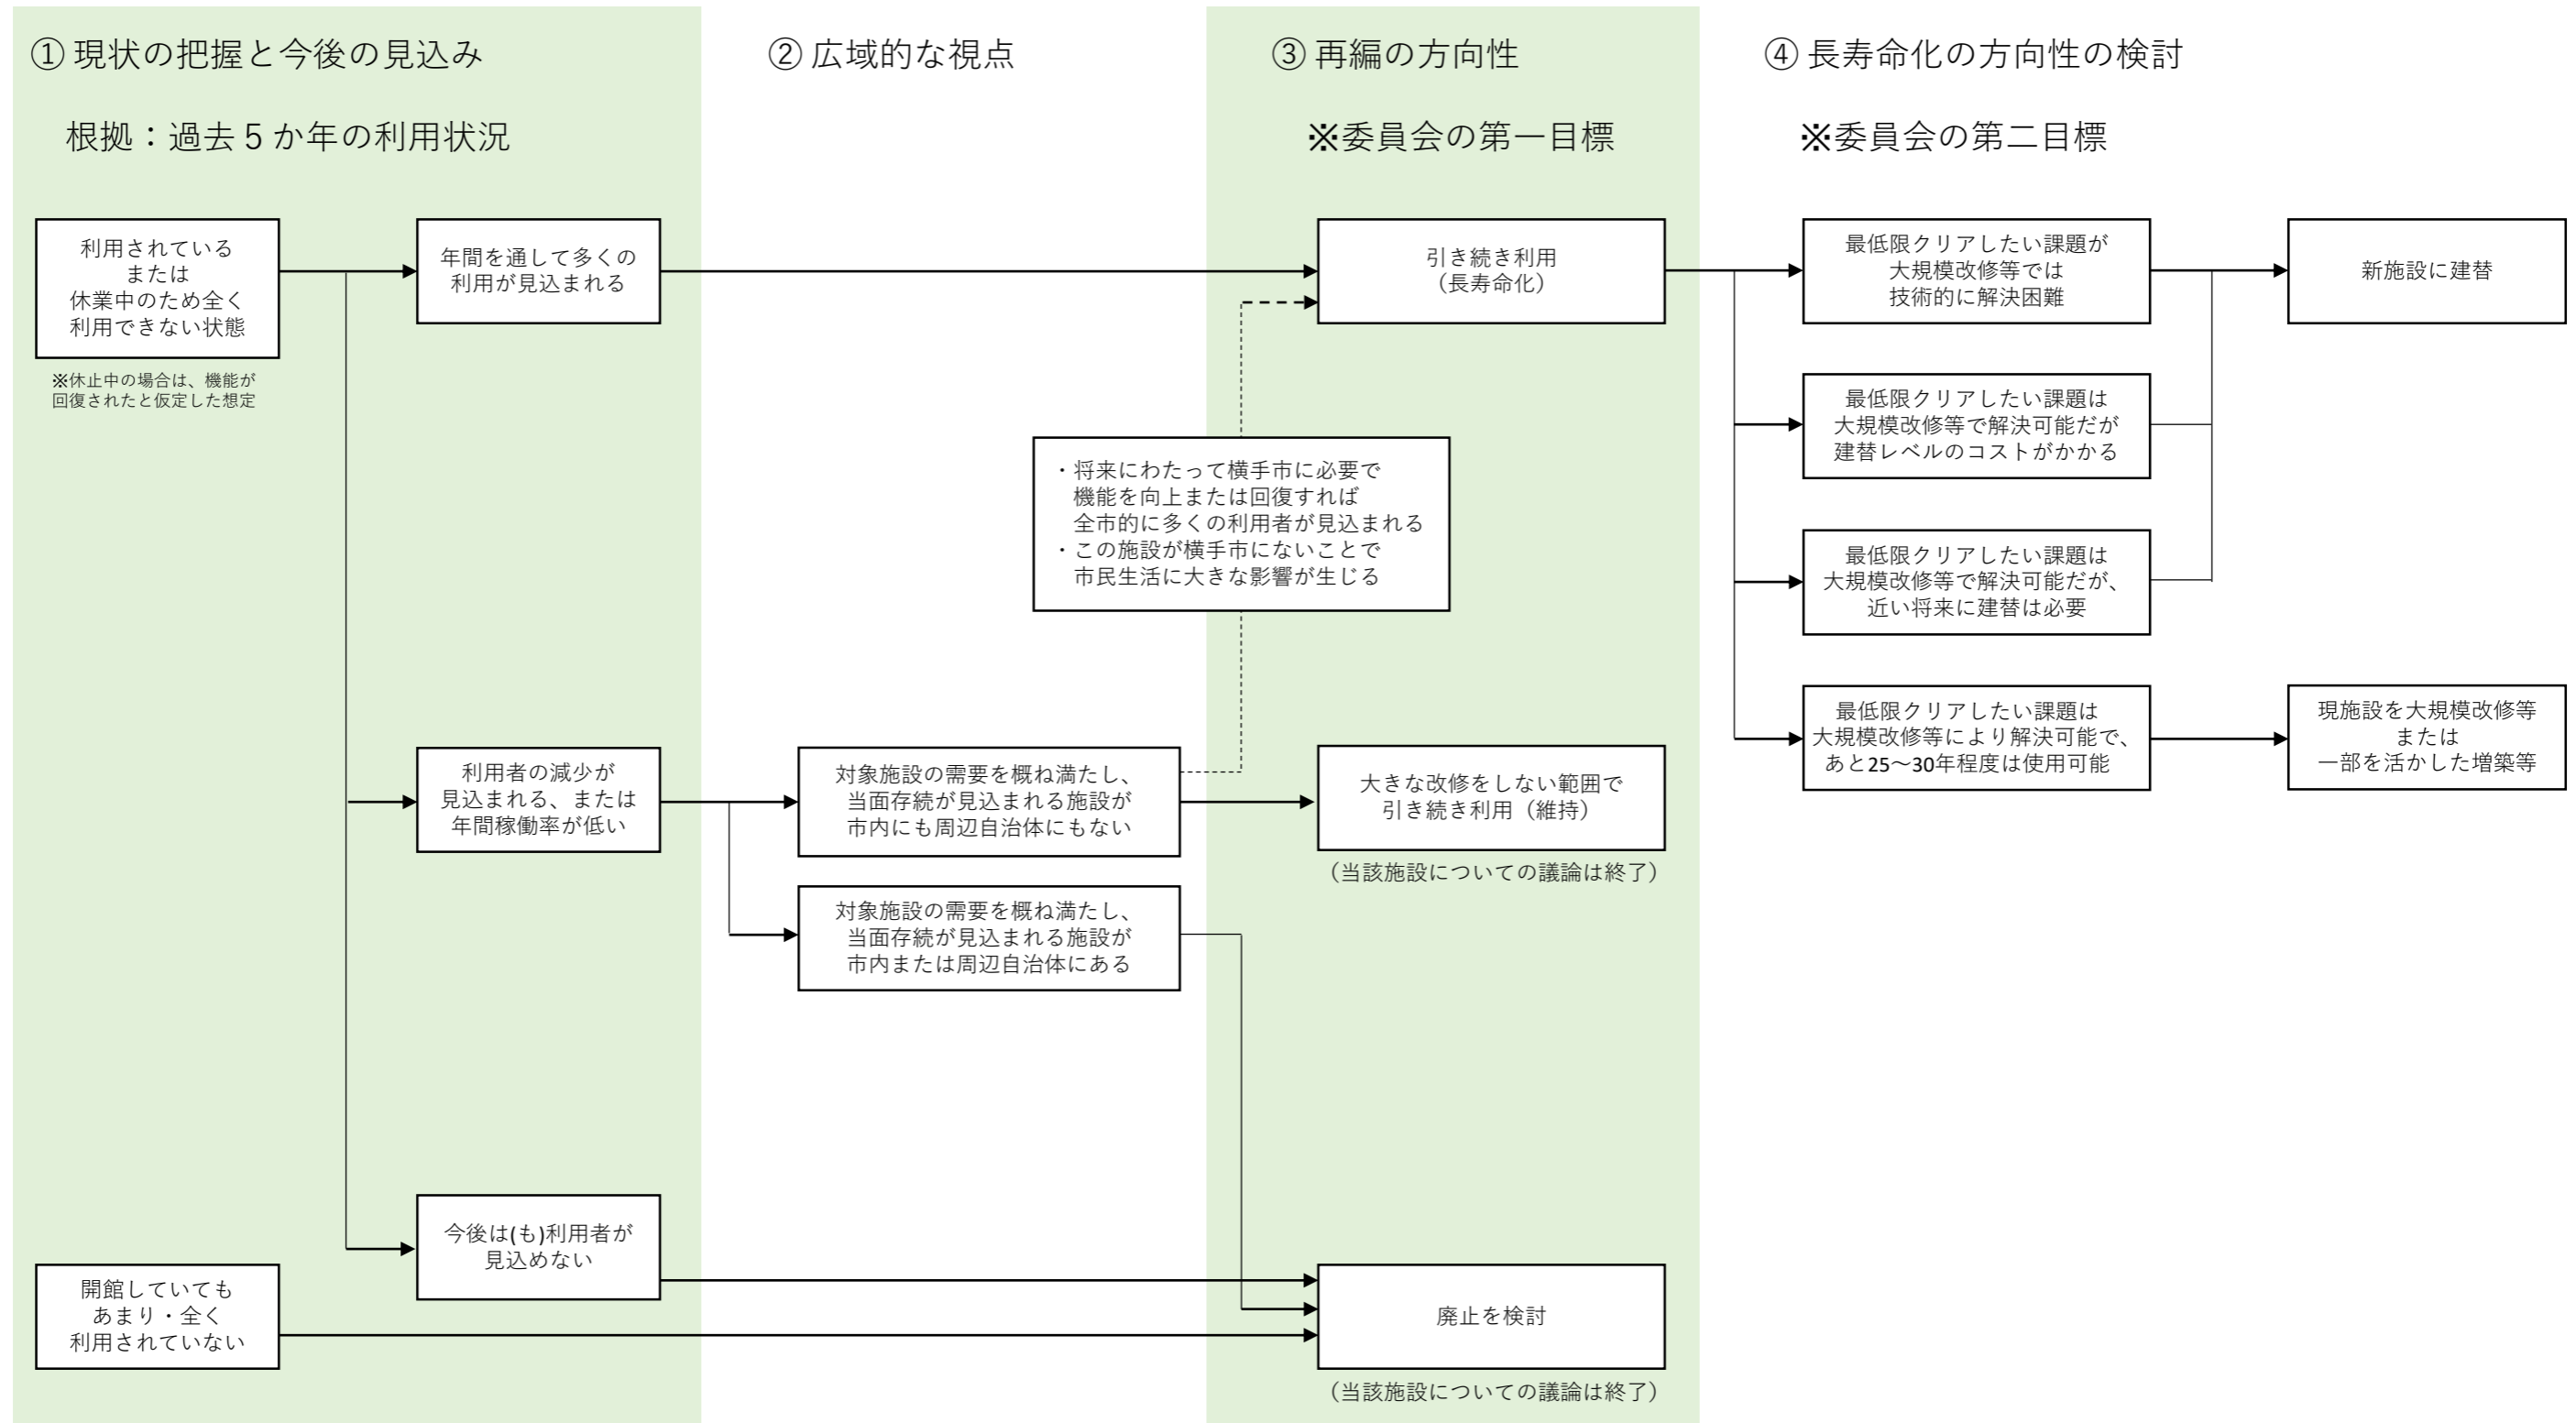 ① 現状の把握と今後の見込み
根拠：過去５か年の利用状況
② 広域的な視点
③ 再編の方向性
※委員会の第一目標
④ 長寿命化の方向性の検討
※委員会の第二目標
利用されている
または
休業中のため全く
利用できない状態
※休止中の場合は、機能が
回復されたと仮定した想定
年間を通して多くの
利用が見込まれる
引き続き利用
（長寿命化）
最低限クリアしたい課題が
大規模改修等では
技術的に解決困難
新施設に建替
最低限クリアしたい課題は
大規模改修等で解決可能だが
建替レベルのコストがかかる
・将来にわたって横手市に必要で
機能を向上または回復すれば
全市的に多くの利用者が見込まれる
・この施設が横手市にないことで
市民生活に大きな影響が生じる
最低限クリアしたい課題は
大規模改修等で解決可能だが、
近い将来に建替は必要
最低限クリアしたい課題は
大規模改修等により解決可能で、
あと25～30年程度は使用可能
現施設を大規模改修等
または
一部を活かした増築等
利用者の減少が
見込まれる、または
年間稼働率が低い
対象施設の需要を概ね満たし、
当面存続が見込まれる施設が
市内にも周辺自治体にもない
大きな改修をしない範囲で
引き続き利用（維持）
（当該施設についての議論は終了）
対象施設の需要を概ね満たし、
当面存続が見込まれる施設が
市内または周辺自治体にある
今後は(も)利用者が
見込めない
開館していても
あまり・全く
利用されていない
廃止を検討
（当該施設についての議論は終了）